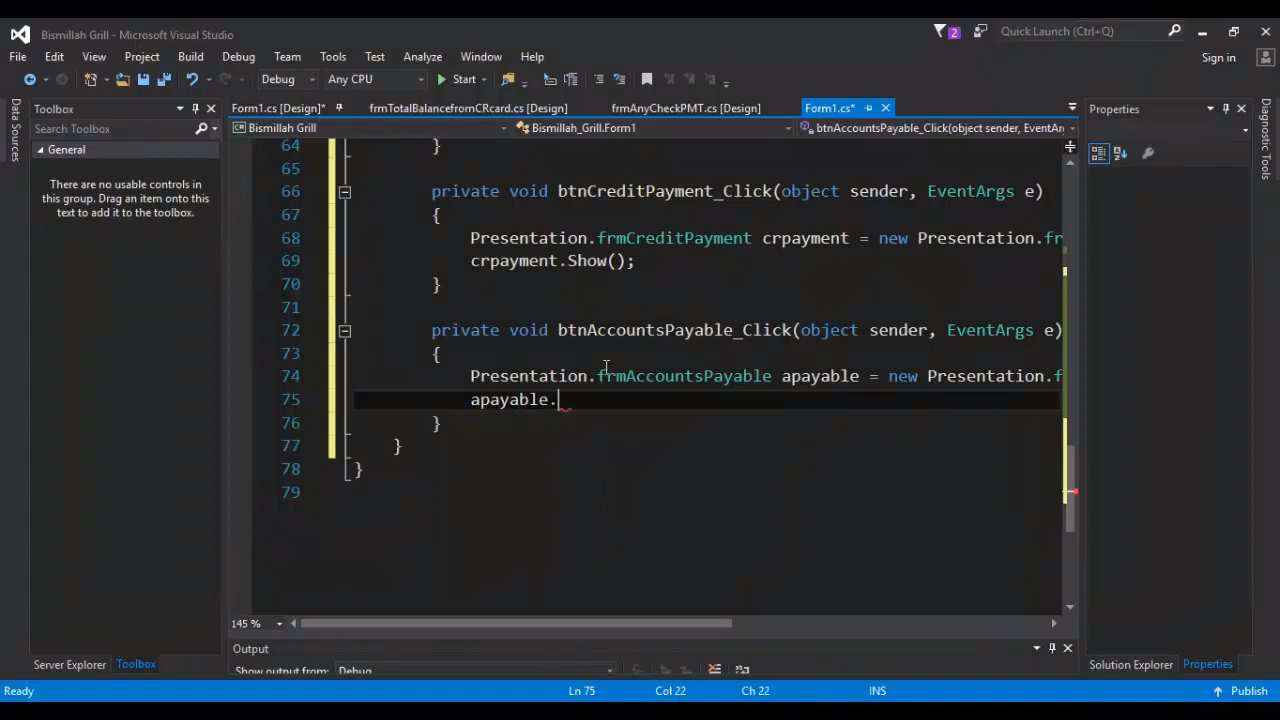 Bismillah Grill - Microsoft Visual Studio
2
Quick Launch (Ctrl+Q)
File Edit View Project Build Debug Team Tools Test Analyze Window Help
Sign in
Debug Any CPU Start
Data Sources
Toolbox
Search Toolbox
General
There are no usable controls in
this group. Drag an item onto this
text to add it to the toolbox.
Form1.cs [Design]* frmTotalBalancefromCRcard.cs [Design] frmAnyCheckPMT.cs [Design] Form1.cs*
Bismillah Grill Bismillah_Grill.Form1 btnAccountsPayable_Click(object sender, EventArg
64 }
65
66 private void btnCreditPayment_Click(object sender, EventArgs e)
67 {
68 Presentation.frmCreditPayment crpayment = new Presentation.fr
69 crpayment.Show();
70 }
71
72 private void btnAccountsPayable_Click(object sender, EventArgs e)
73 {
74 Presentation.frmAccountsPayable apayable = new Presentation.f
75 apayable.
76 }
77 }
78 }
79
145 %
Output
Show output from: Debug
Properties
Diagnostic Tools
Server Explorer Toolbox
Solution Explorer Properties
Ready Ln 75 Col 22 Ch 22 INS Publish